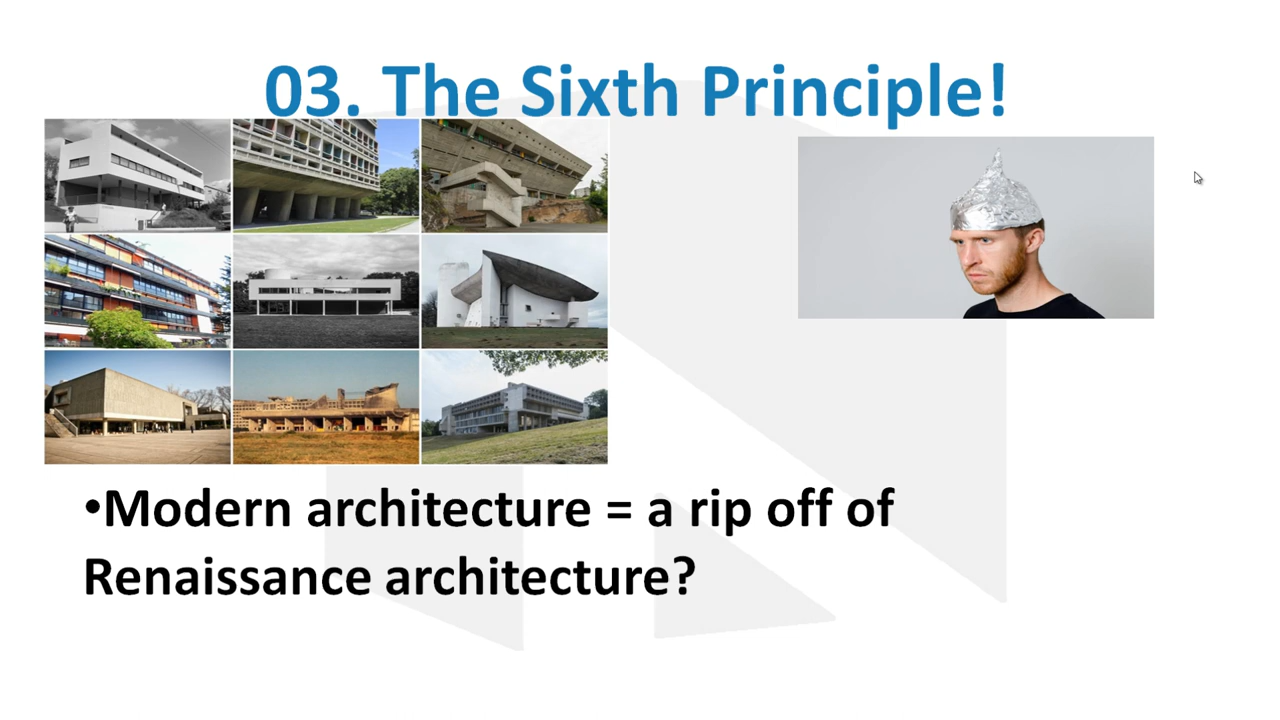 03. The Sixth Principle!
•Modern architecture = a rip off of
Renaissance architecture?